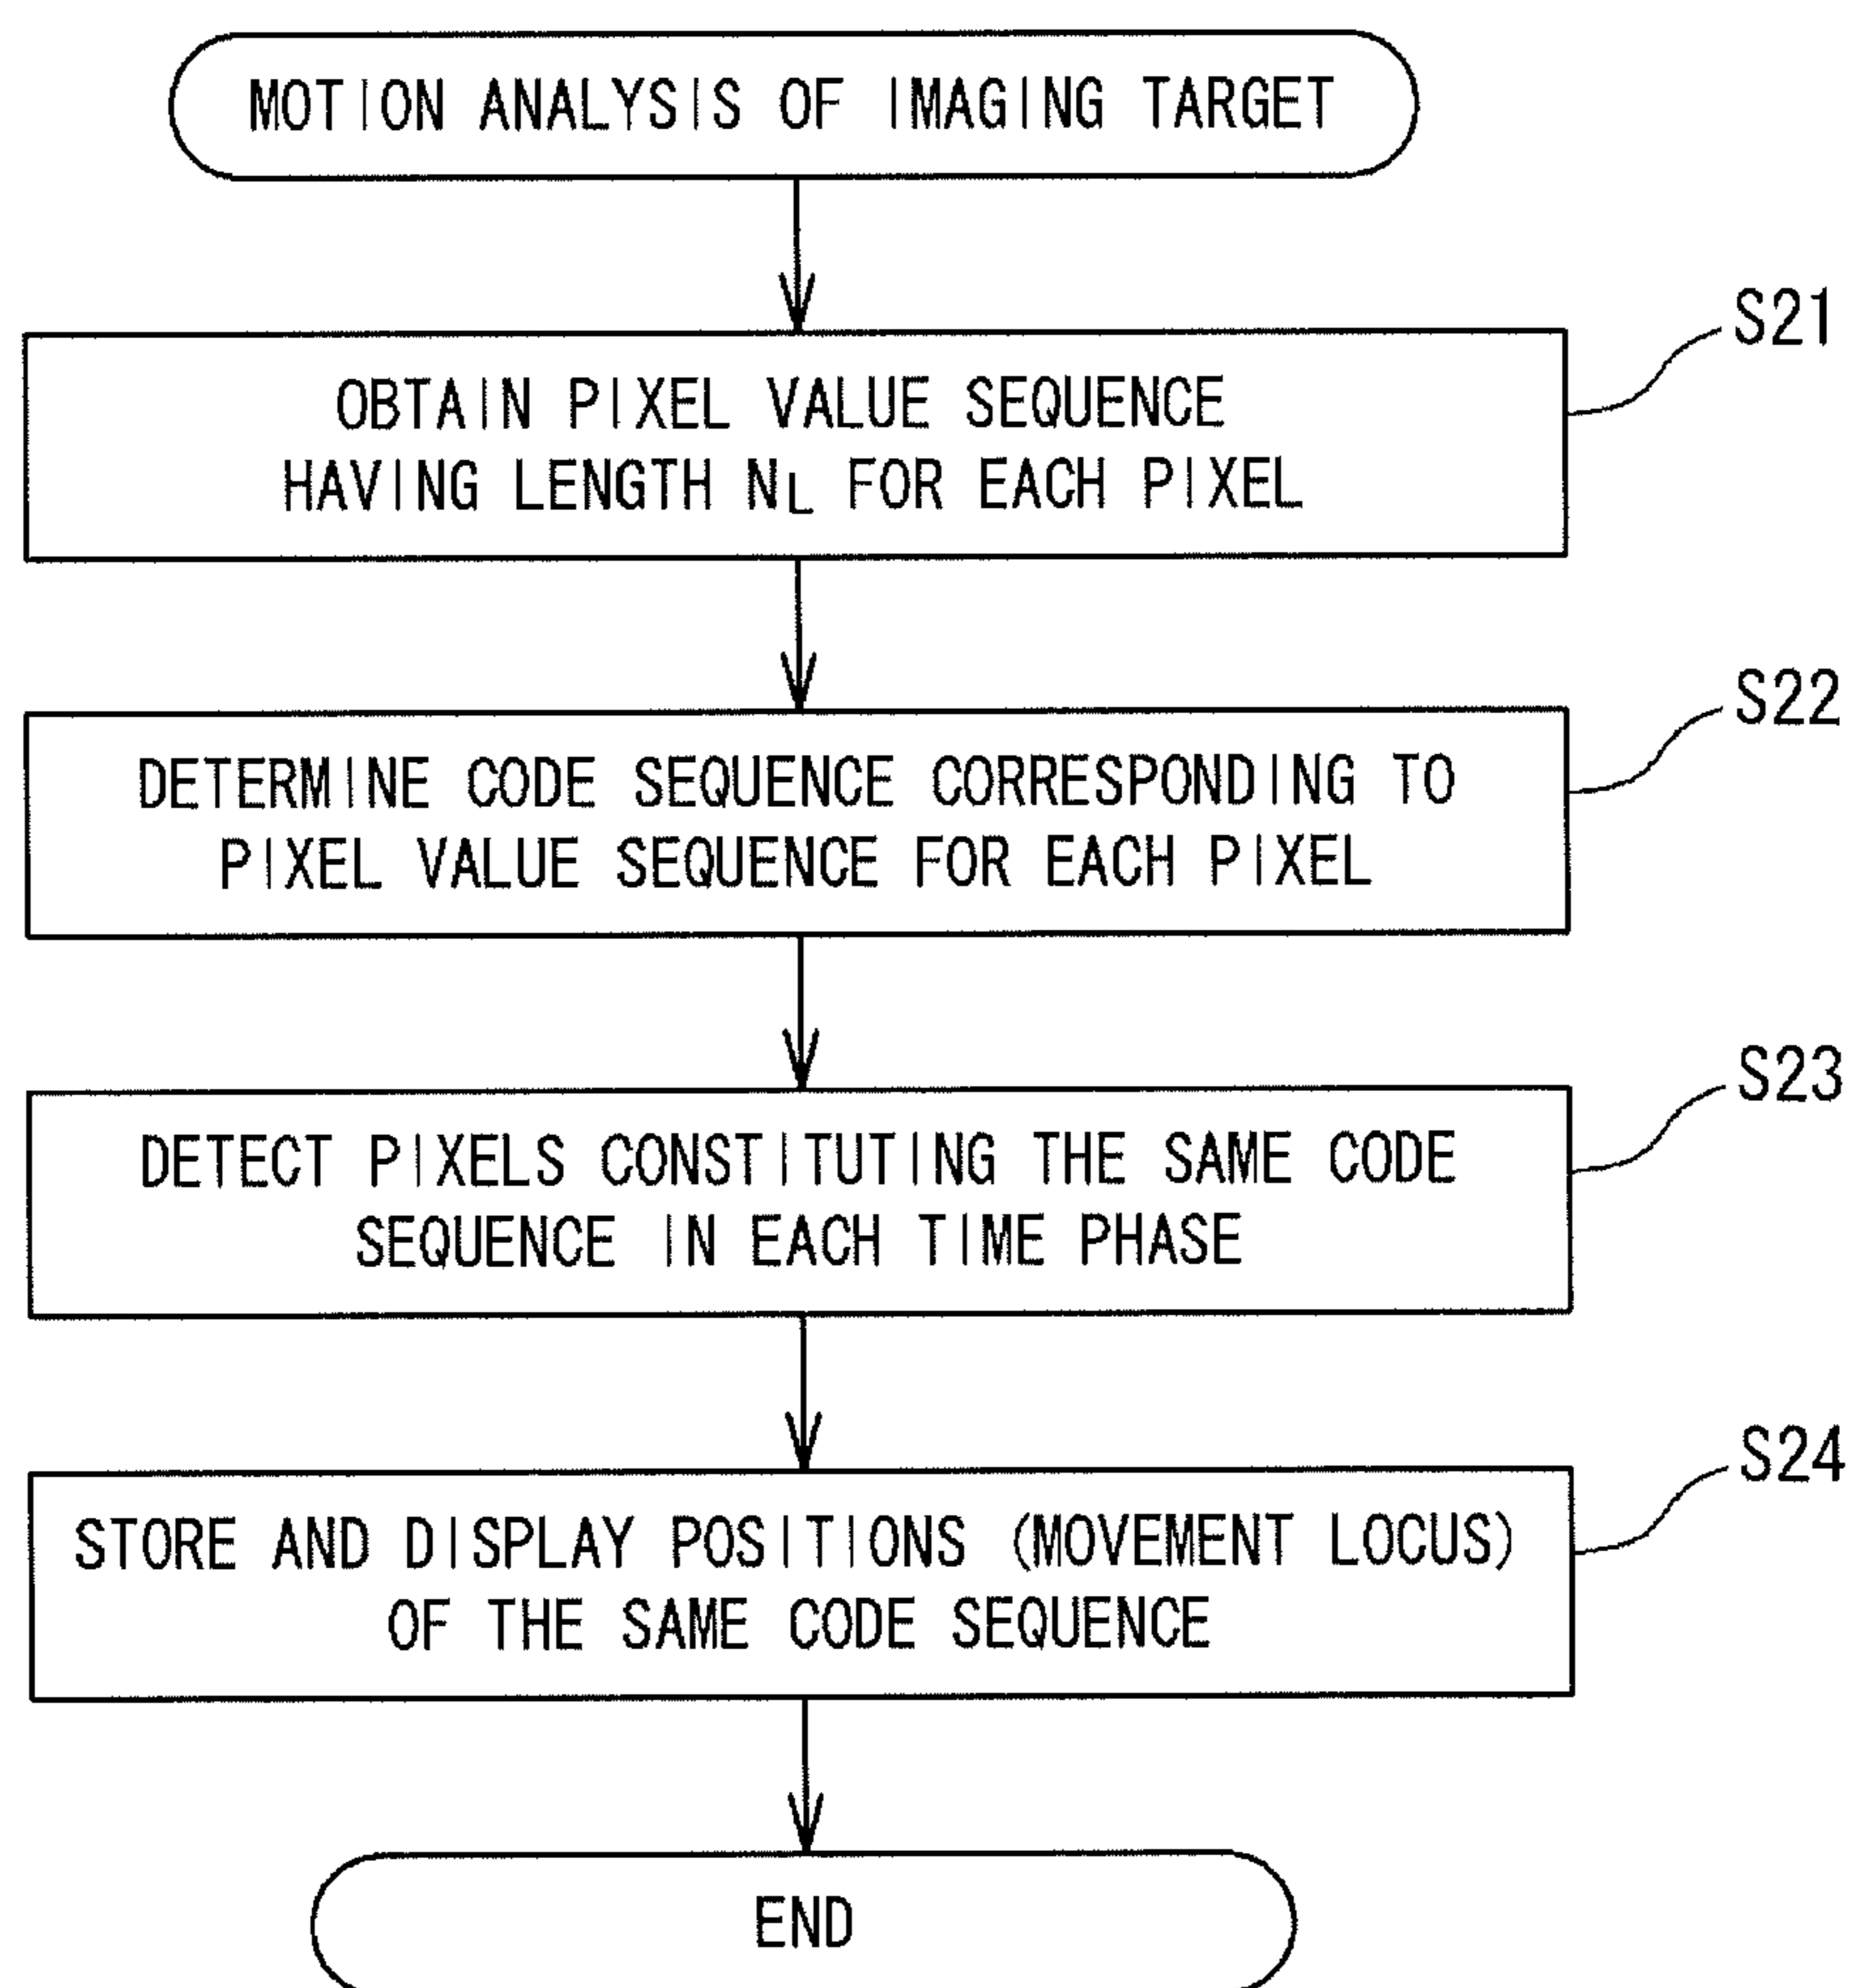 MOTION ANALYSIS OF IMAGING TARGET
S21
OBTAIN PIXEL VALUE SEQUENCE
HAVING LENGTH NL FOR EACH PIXEL
S22
DETERMINE CODE SEQUENCE CORRESPONDING TO
PIXEL VALUE SEQUENCE FOR EACH PIXEL
S23
DETECT PIXELS CONSTITUTING THE SAME CODE
SEQUENCE IN EACH TIME PHASE
S24
STORE AND DISPLAY POSITIONS (MOVEMENT LOCUS)
OF THE SAME CODE SEQUENCE
END